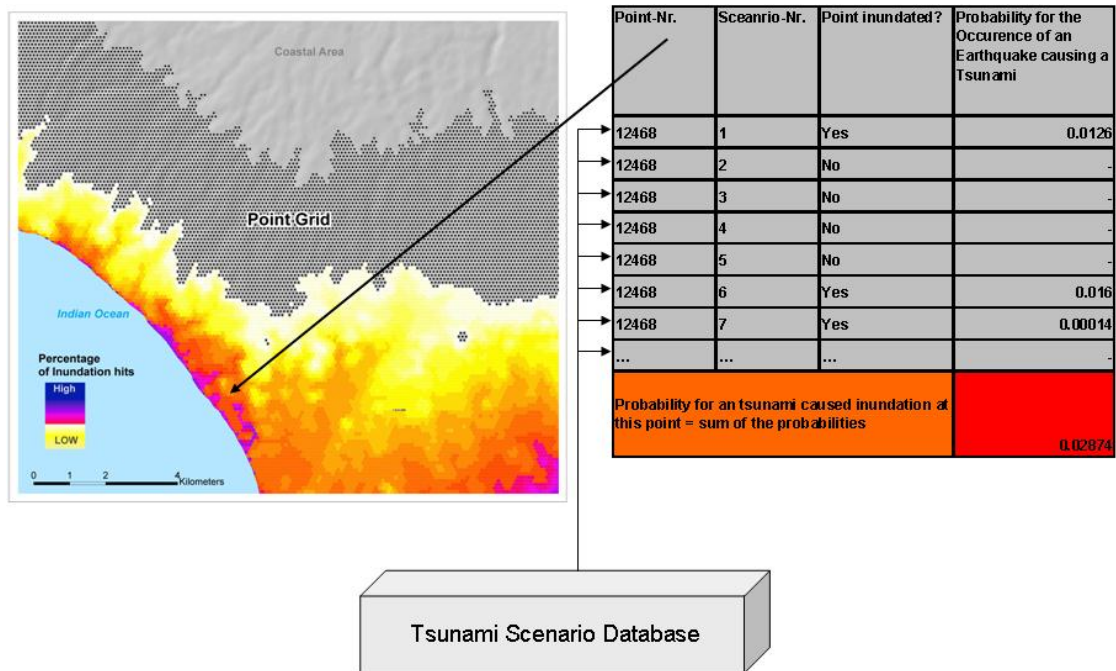 Coastal Area
Point Grid
Indian Ocean
Percentage
of Inundation hits
High
LOW
0 1 2 4
Kilometers
Point-Nr. Sceanrio-Nr. Point inundated? Probability for the
Occurence of an
Earthquake causing a
Tsunami
12468 1 Yes 0.0126
12468 2 No -
12468 3 No -
12468 4 No -
12468 5 No -
12468 6 Yes 0.016
12468 7 Yes 0.00014
... ... ... -
Probability for an tsunami caused inundation at
this point = sum of the probabilities
0.02874
Tsunami Scenario Database